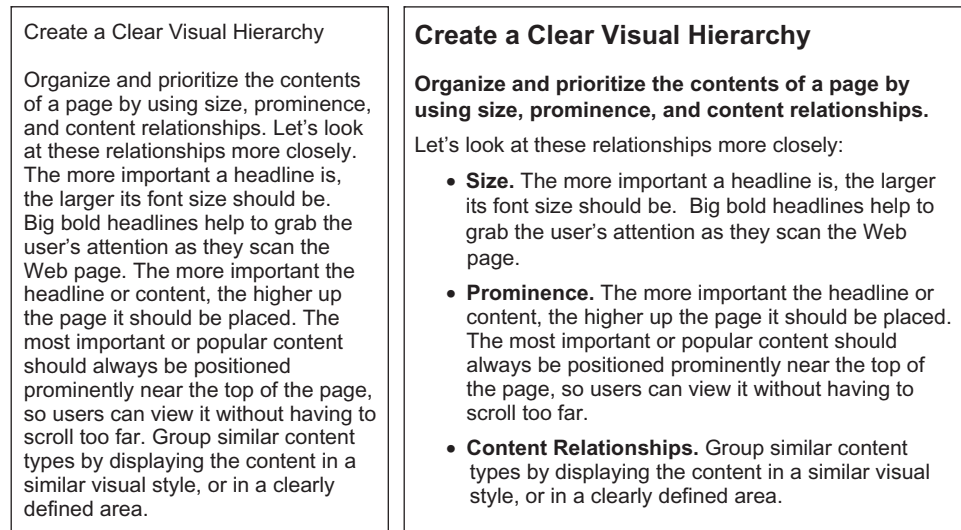 Create a Clear Visual Hierarchy
Organize and prioritize the contents
of a page by using size, prominence,
and content relationships. Let’s look
at these relationships more closely.
The more important a headline is,
the larger its font size should be.
Big bold headlines help to grab the
user’s attention as they scan the
Web page. The more important the
headline or content, the higher up
the page it should be placed. The
most important or popular content
should always be positioned
prominently near the top of the page,
so users can view it without having to
scroll too far. Group similar content
types by displaying the content in a
similar visual style, or in a clearly
defined area.
Create a Clear Visual Hierarchy
Organize and prioritize the contents of a page by
using size, prominence, and content relationships.
Let’s look at these relationships more closely:
• Size. The more important a headline is, the larger
its font size should be. Big bold headlines help to
grab the user’s attention as they scan the Web
page.
• Prominence. The more important the headline or
content, the higher up the page it should be placed.
The most important or popular content should
always be positioned prominently near the top of
the page, so users can view it without having to
scroll too far.
• Content Relationships. Group similar content
types by displaying the content in a similar visual
style, or in a clearly defined area.